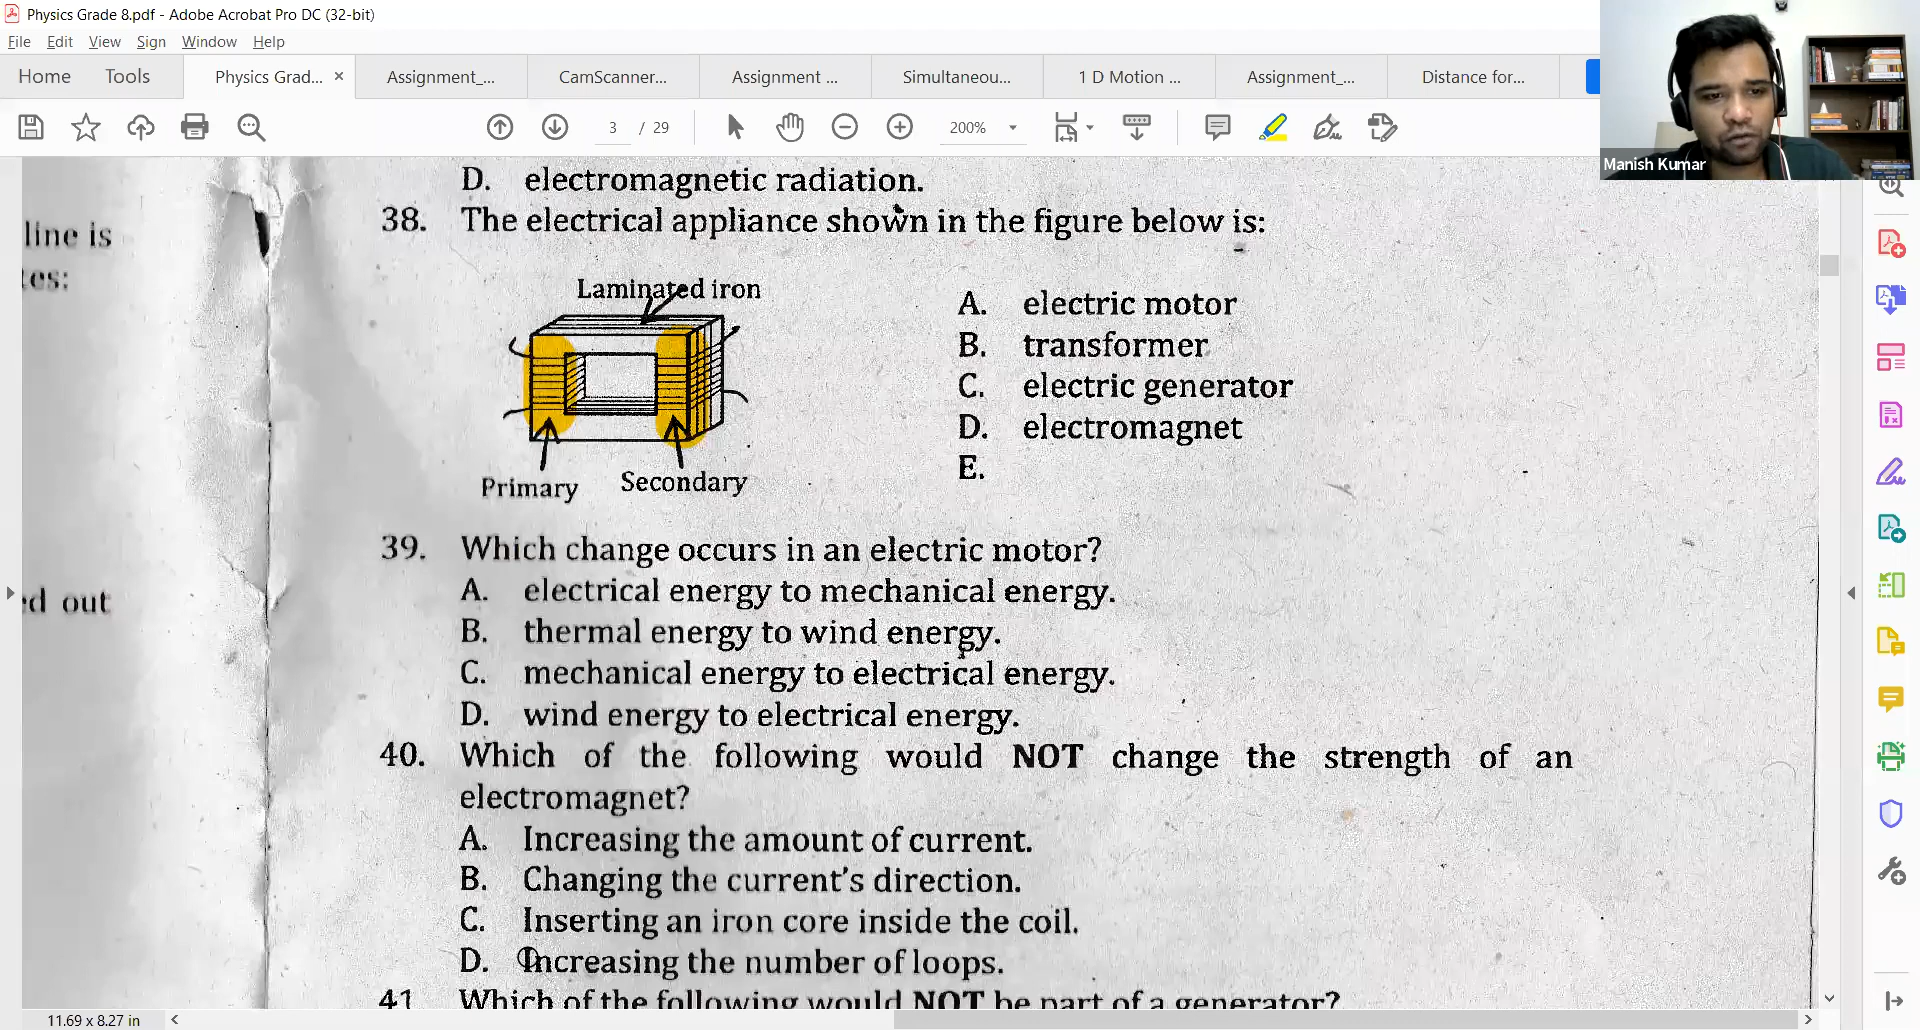 Physics Grade 8.pdf - Adobe Acrobat Pro DC (32-bit)
File Edit View Sign Window Help
Home Tools Physics Grad... × Assignment_... CamScanner... Assignment ... Simultaneou... 1 D Motion ... Assignment_... Distance for...
3 / 29 200%
Manish Kumar
line is
tes:
ed out
D. electromagnetic radiation.
38. The electrical appliance shown in the figure below is:
Laminated iron
Primary Secondary
A. electric motor
B. transformer
C. electric generator
D. electromagnet
E.
39. Which change occurs in an electric motor?
A. electrical energy to mechanical energy.
B. thermal energy to wind energy.
C. mechanical energy to electrical energy.
D. wind energy to electrical energy.
40. Which of the following would NOT change the strength of an
electromagnet?
A. Increasing the amount of current.
B. Changing the current's direction.
C. Inserting an iron core inside the coil.
D. Increasing the number of loops.
41 Which of the following would NOT be part of a generator?
11.69 x 8.27 in